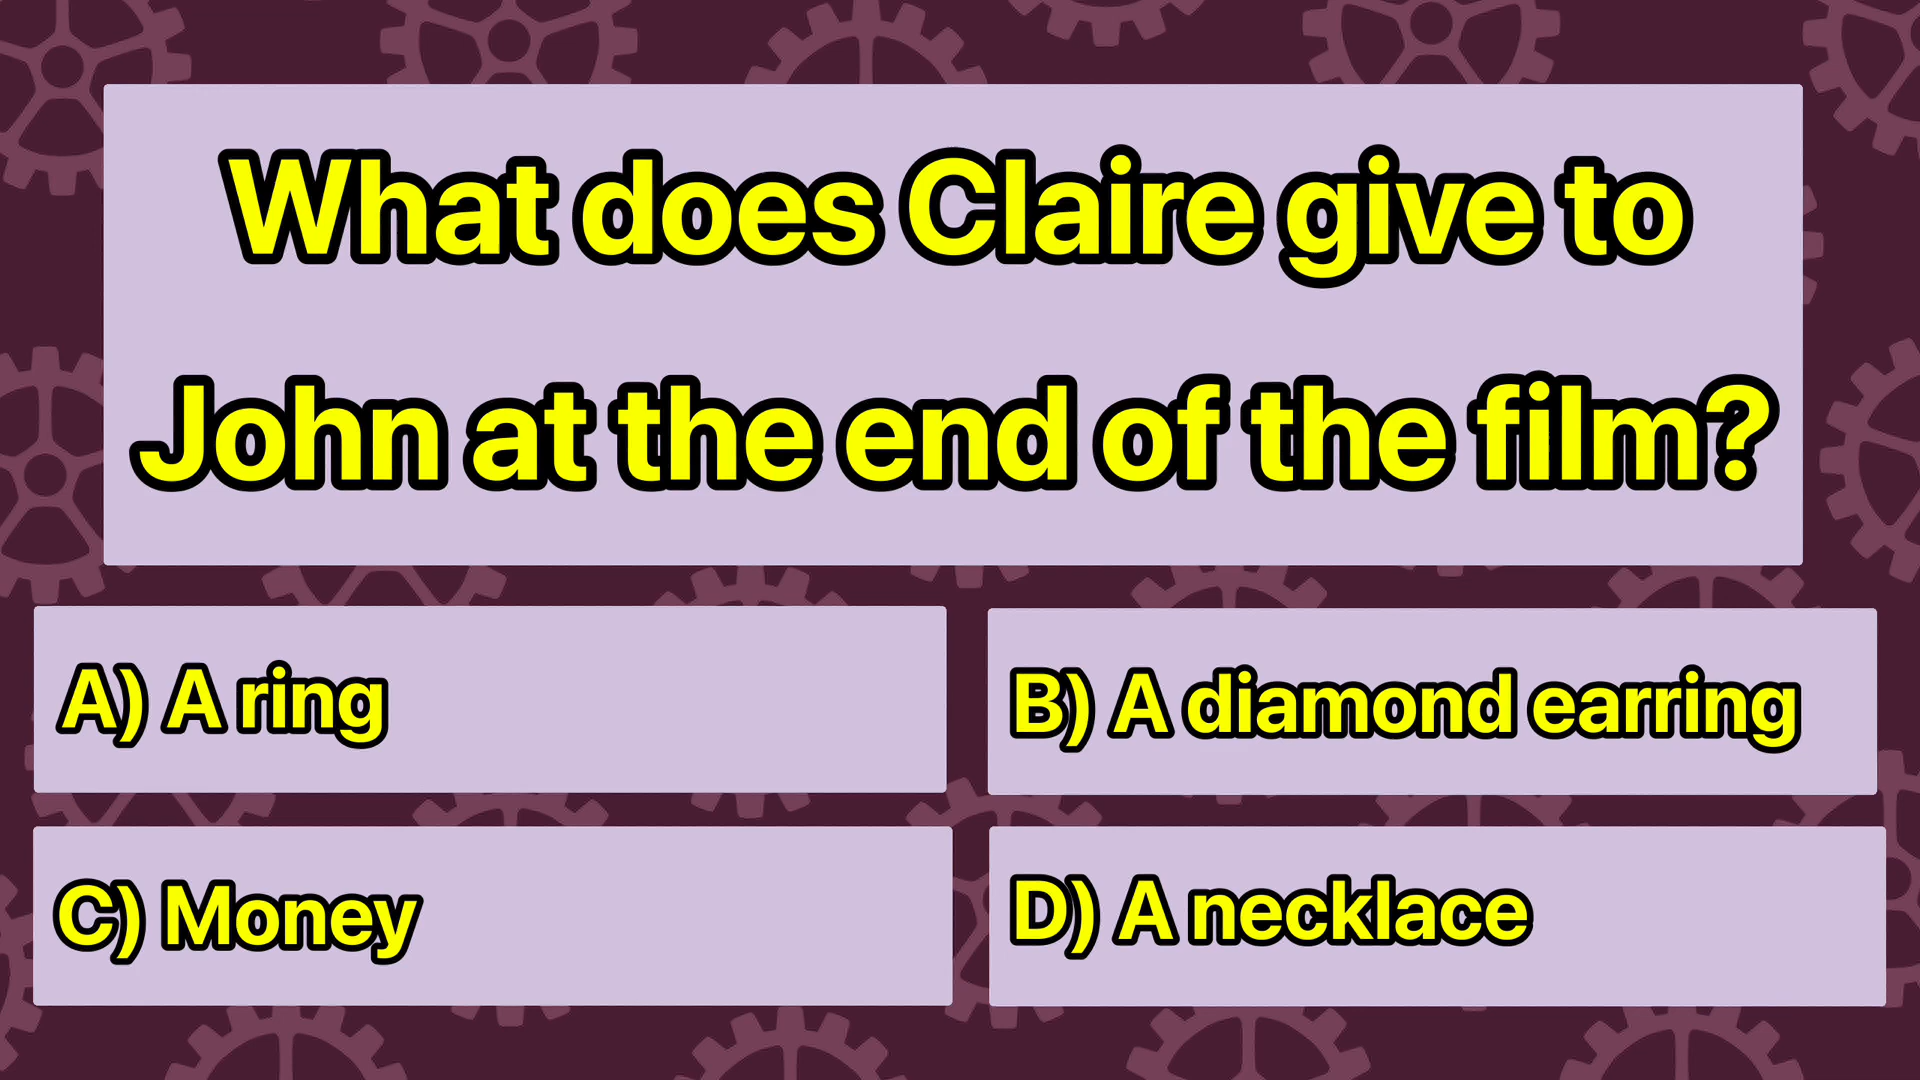 What does Claire give to
John at the end of the film?
A) A ring
B) A diamond earring
C) Money
D) A necklace